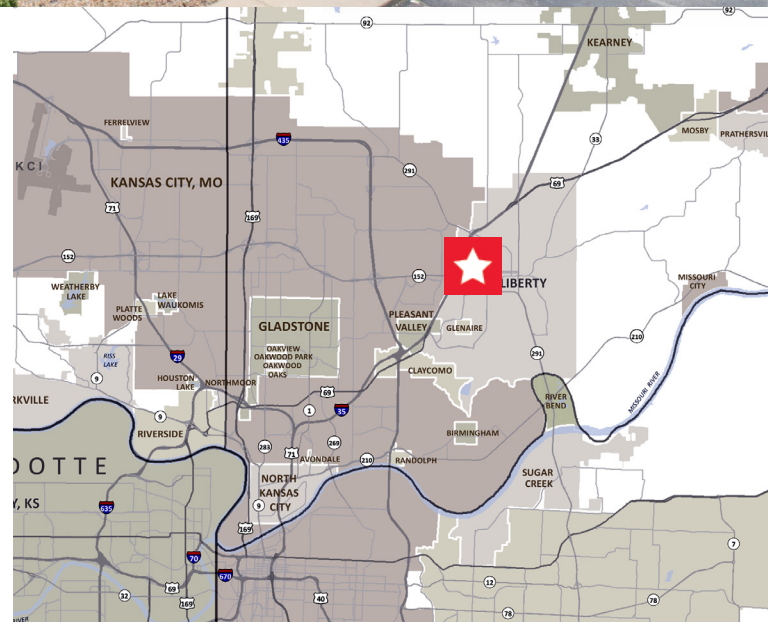 92
92
KEARNEY
FERRELVIEW
435
33
MOSBY
PRATHERSVIL
KCI
291
KANSAS CITY, MO
69
71
169
152
152
LIBERTY
MISSOURI
CITY
WEATHERBY
LAKE
LAKE
WAUKOMIS
PLATTE
WOODS
PLEASANT
VALLEY
GLENAIRE
GLADSTONE
210
OAKVIEW
OAKWOOD PARK
OAKWOOD
OAKS
RISS
LAKE
29
291
9
HOUSTON
LAKE
NORTHMOOR
CLAYCOMO
69
MISSOURI RIVER
RKVILLE
1
35
RIVER
BEND
9
RIVERSIDE
BIRMINGHAM
283
269
71
AVONDALE
210
RANDOLPH
DOTTE
NORTH
KANSAS
CITY
SUGAR
CREEK
Y, KS
635
9
169
7
70
670
12
69
169
32
40
78
78
RIVER